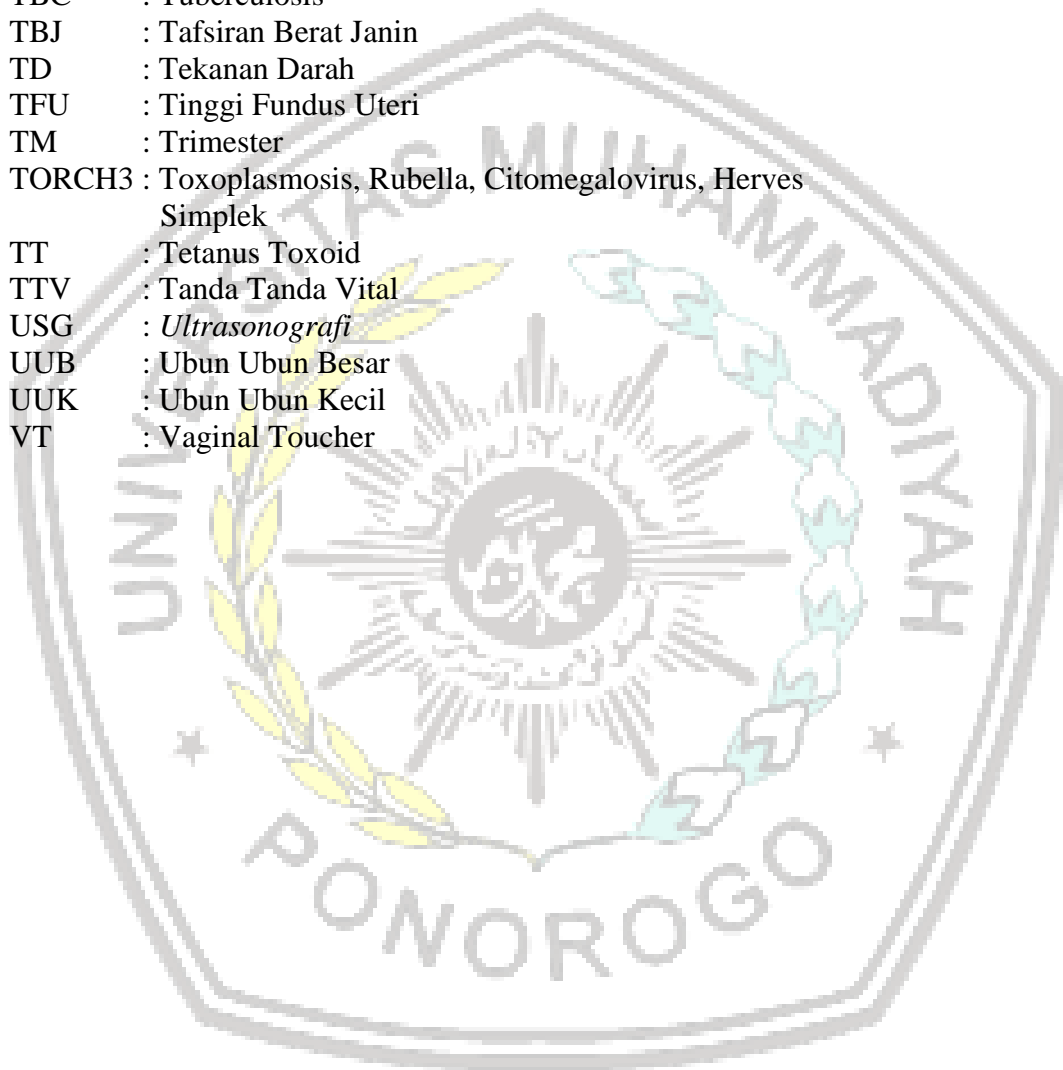 TBC : Tuberculosis
TBJ : Tafsiran Berat Janin
TD : Tekanan Darah
TFU : Tinggi Fundus Uteri
TM : Trimester
TORCH3 : Toxoplasmosis, Rubella, Citomegalovirus, Herves
Simplek
TT : Tetanus Toxoid
TTV : Tanda Tanda Vital
USG : Ultrasonografi
UUB : Ubun Ubun Besar
UUK : Ubun Ubun Kecil
VT : Vaginal Toucher
UNIVERSITAS MUHAMMADIYAH
PONOROGO